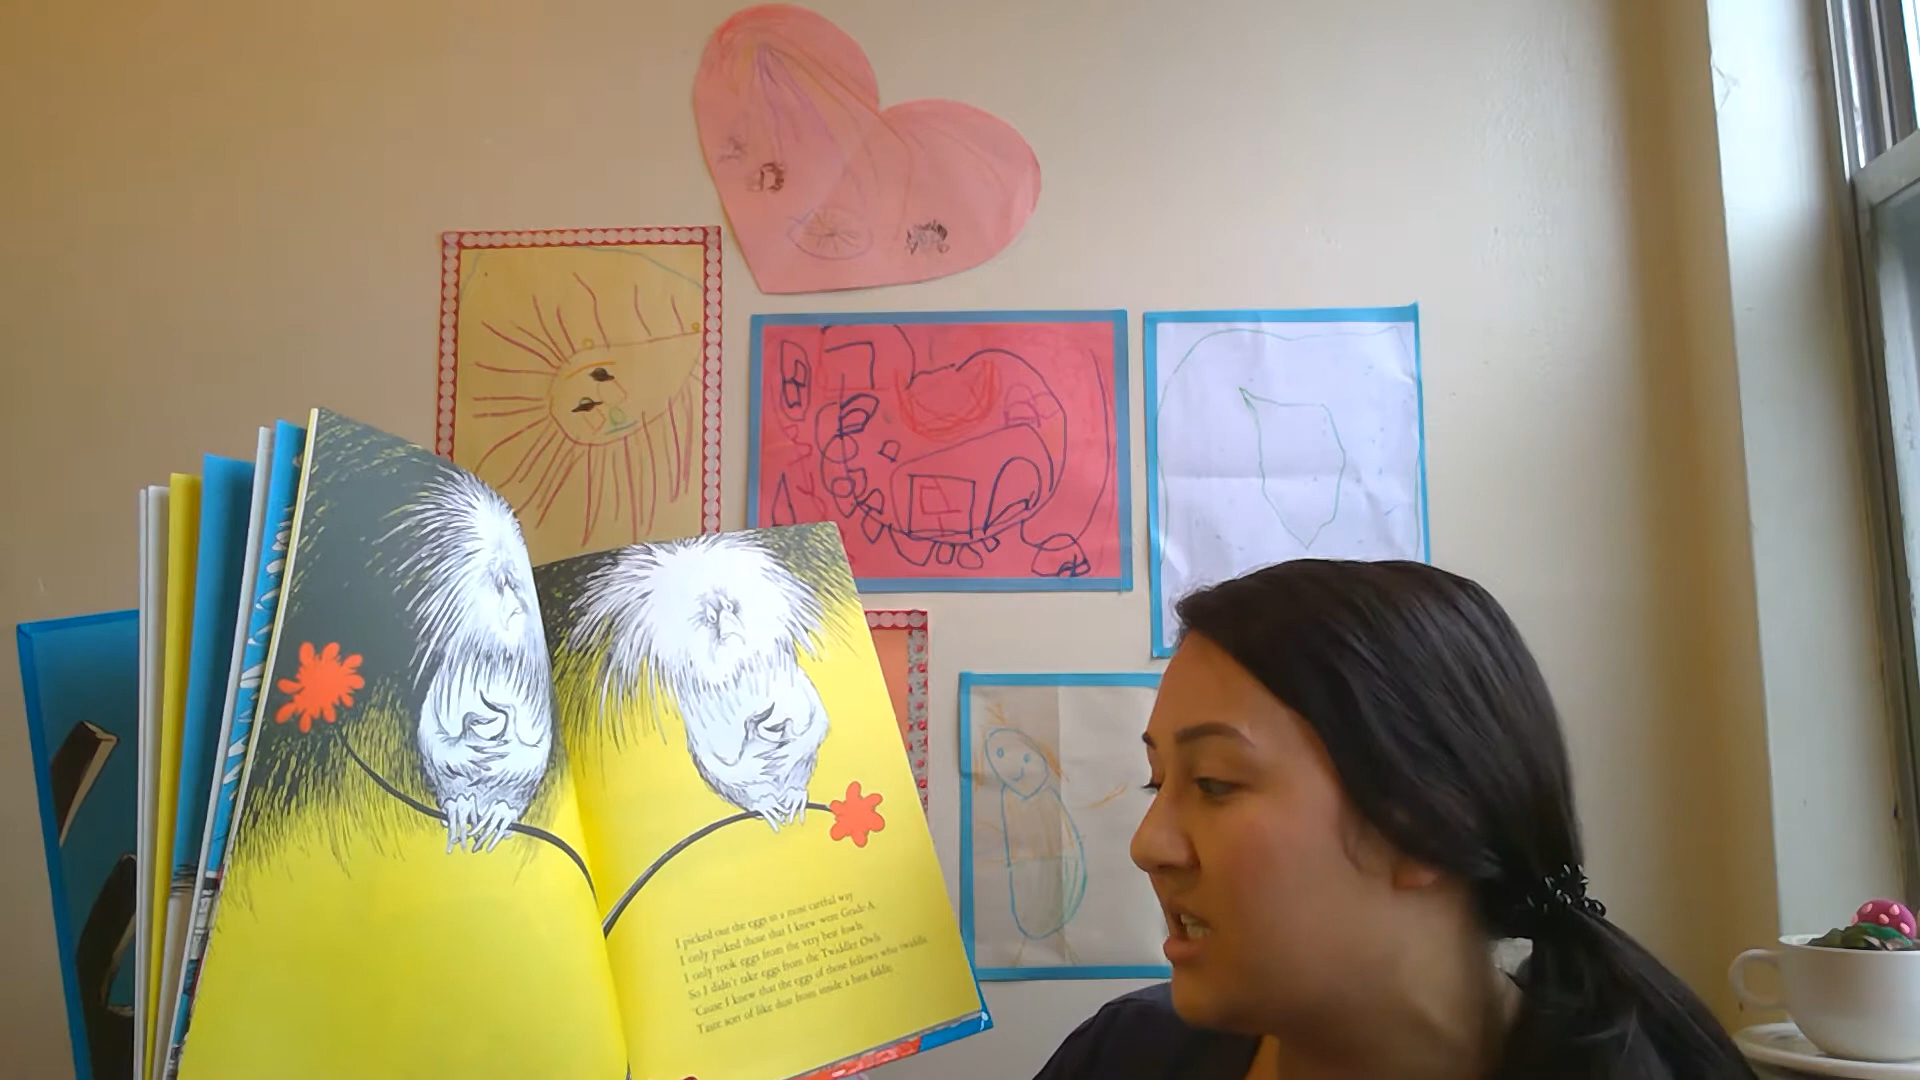 I picked out the eggs in a most careful way.
I only picked those that I knew were Grade-A.
I only took eggs from the very best fowls,
So I didn't take eggs from the Twiddler Owls
'Cause I knew that the eggs of those fellows who twiddle
Taste sort of like dust from inside a bass fiddle.